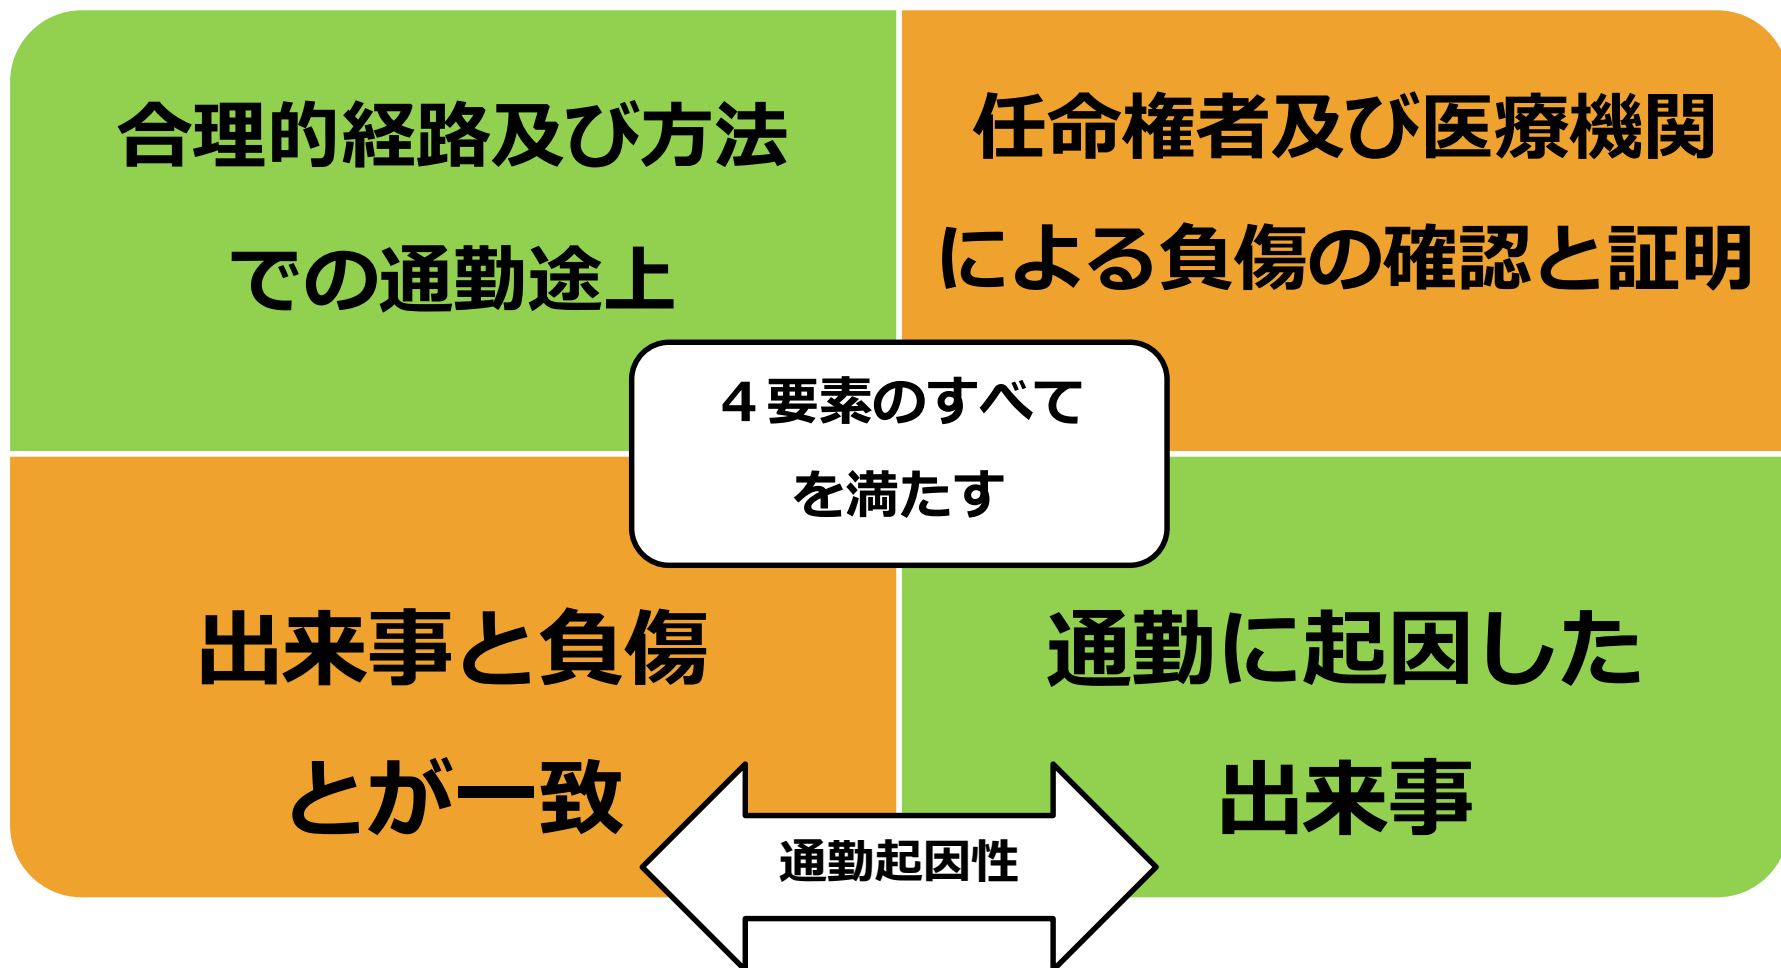 合理的経路及び方法
での通勤途上
任命権者及び医療機関
による負傷の確認と証明
４要素のすべて
を満たす
出来事と負傷
とが一致
通勤に起因した
出来事
通勤起因性